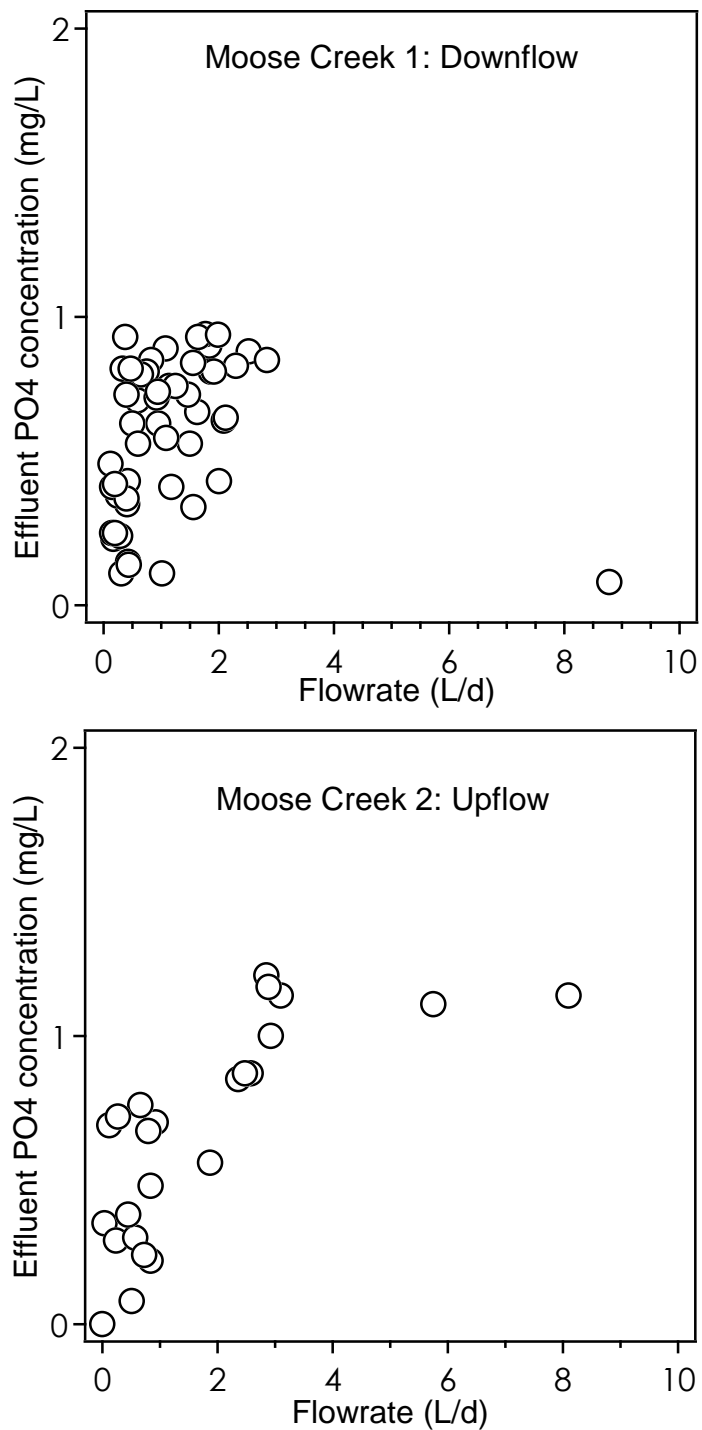 2
Moose Creek 1: Downflow
Effluent PO4 concentration (mg/L)
1
0
0 2 4 6 8 10
Flowrate (L/d)
2
Moose Creek 2: Upflow
Effluent PO4 concentration (mg/L)
1
0
0 2 4 6 8 10
Flowrate (L/d)